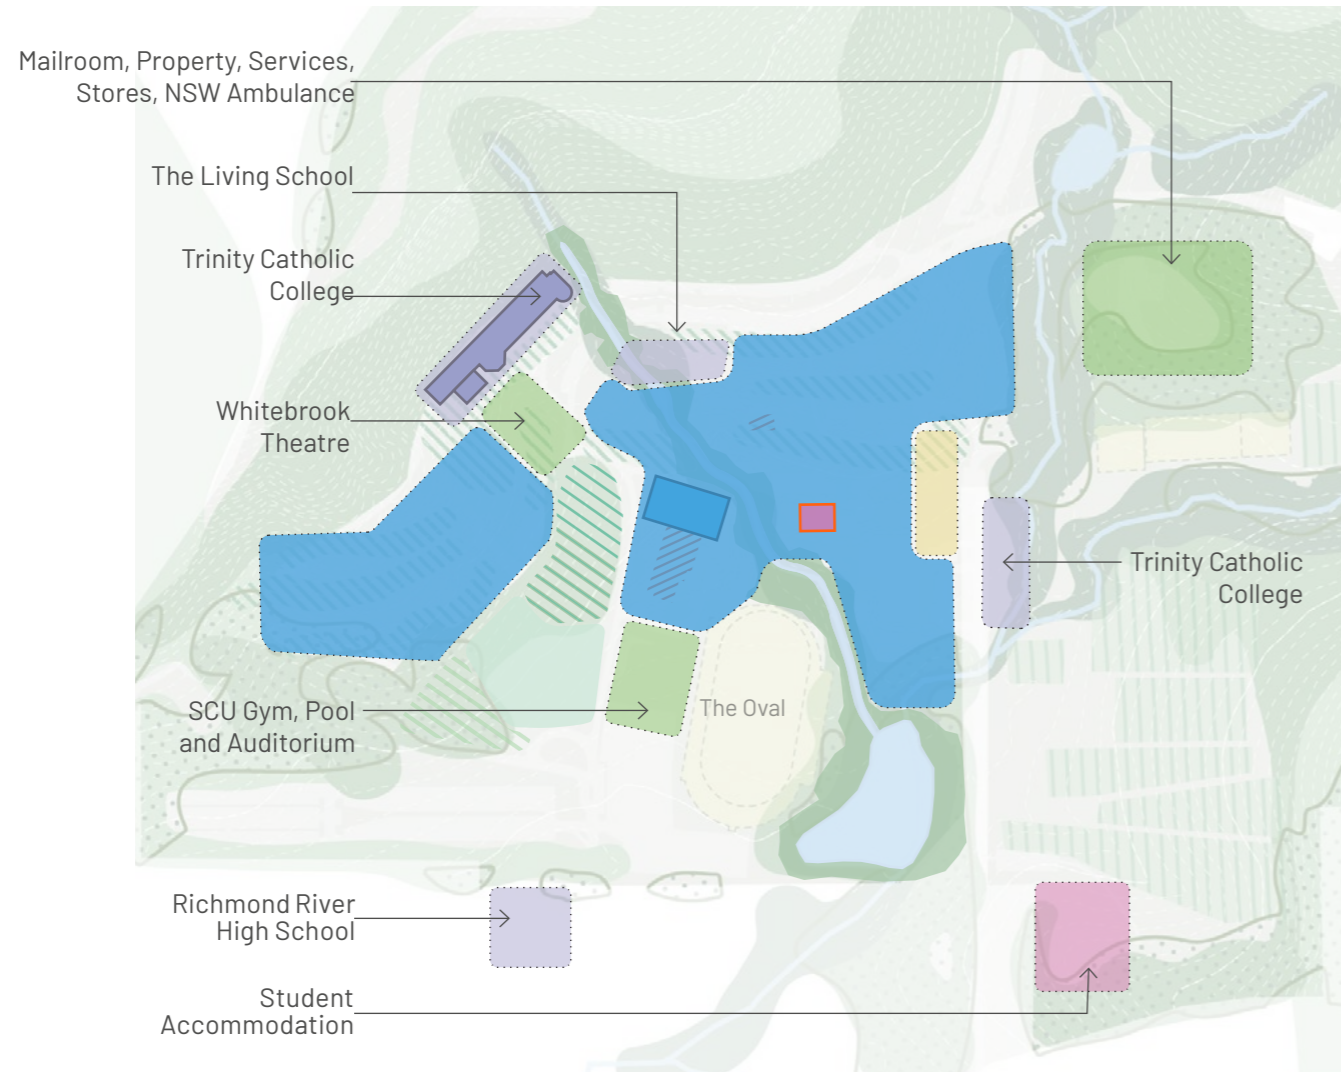 Mailroom, Property, Services,
Stores, NSW Ambulance
The Living School
Trinity Catholic
College
Whitebrook
Theatre
Trinity Catholic
College
SCU Gym, Pool
and Auditorium
The Oval
Richmond River
High School
Student
Accommodation